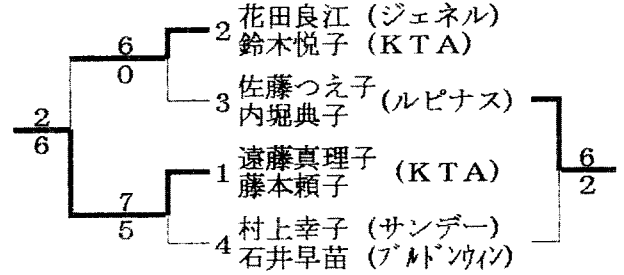 2 花田良江 (ジェネル)
鈴木悦子 (KTA)
6
0
3 佐藤つえ子
内堀典子 (ルピナス)
2
6
1 遠藤真理子
藤本頼子 (KTA)
6
2
7
5
4 村上幸子 (サンデー)
石井早苗 (ブルドンウィン)